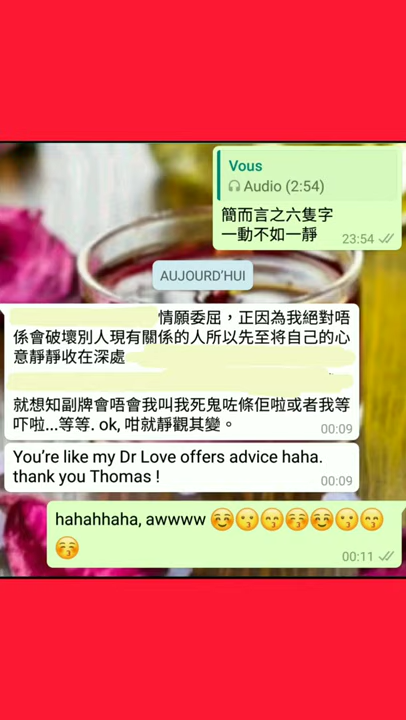 Vous
Audio (2:54)
簡而言之六隻字
一動不如一靜
23:54
AUJOURD'HUI
情願委屈，正因為我絕對唔
係會破壞別人現有關係的人所以先至将自己的心
意靜靜收在深處
就想知副牌會唔會我叫我死鬼咗條佢啦或者我等
吓啦...等等. ok, 咁就靜觀其變。
00:09
You're like my Dr Love offers advice haha.
thank you Thomas !
00:09
hahahhaha, awwww ☺️😗😙😚☺️😗😙
😚
00:11